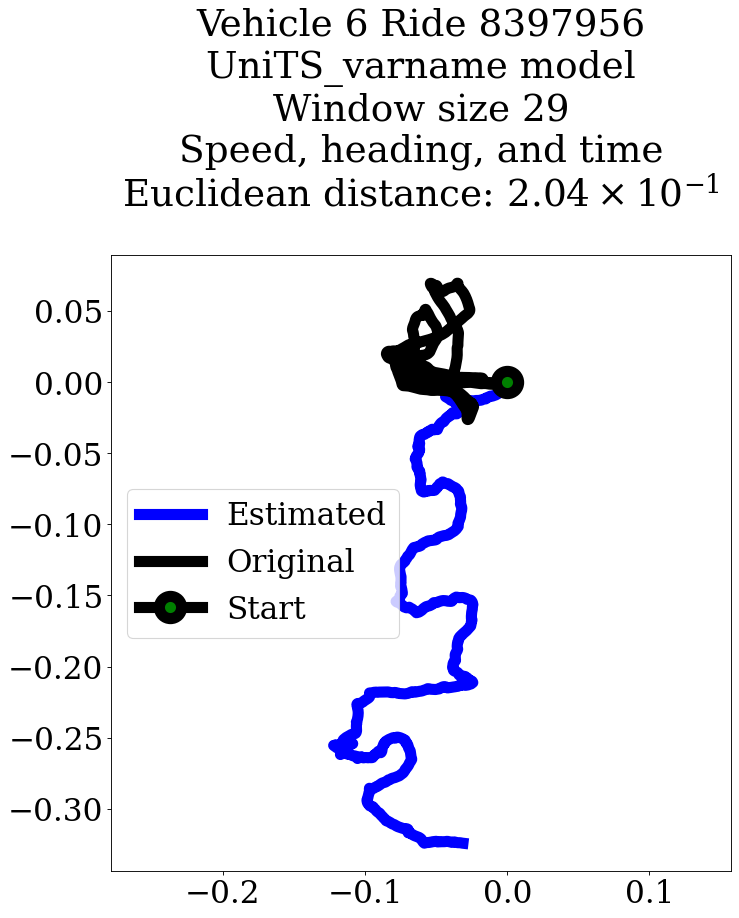 Vehicle 6 Ride 8397956
UniTS_varname model
Window size 29
Speed, heading, and time
Euclidean distance: 2.04 × 10⁻¹
0.05
0.00
−0.05
−0.10
−0.15
−0.20
−0.25
−0.30
Estimated
Original
Start
−0.2 −0.1 0.0 0.1